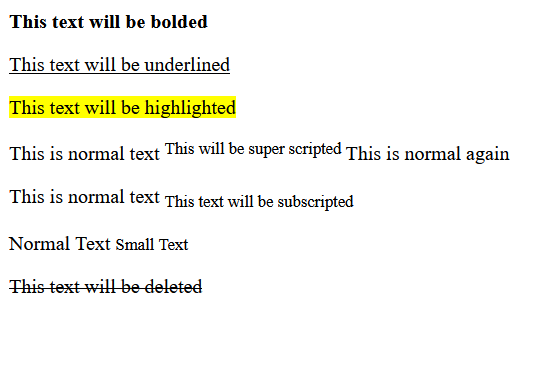 This text will be bolded
This text will be underlined
This text will be highlighted
This is normal text This will be super scripted This is normal again
This is normal text This text will be subscripted
Normal Text Small Text
This text will be deleted